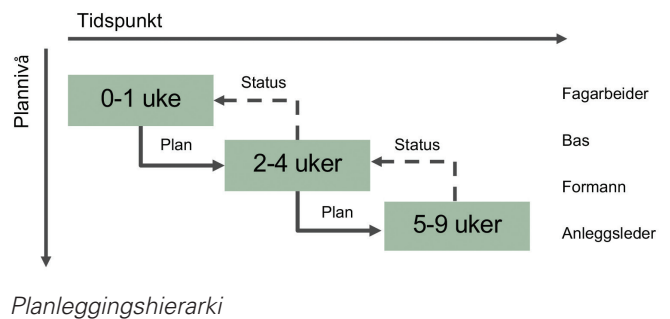 Tidspunkt
Plannivå
0-1 uke
Status
Fagarbeider
Plan
2-4 uker
Status
Bas
Plan
5-9 uker
Formann
Anleggsleder
Planleggingshierarki